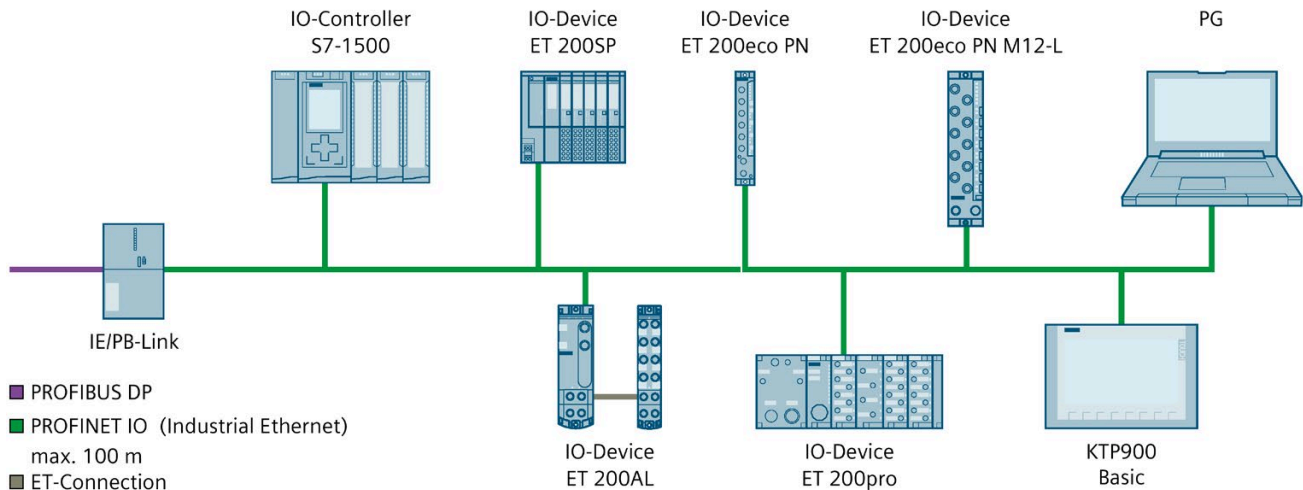 IO-Controller
S7-1500
IO-Device
ET 200SP
IO-Device
ET 200eco PN
IO-Device
ET 200eco PN M12-L
PG
IE/PB-Link
PROFIBUS DP
PROFINET IO (Industrial Ethernet)
max. 100 m
ET-Connection
IO-Device
ET 200AL
IO-Device
ET 200pro
KTP900
Basic